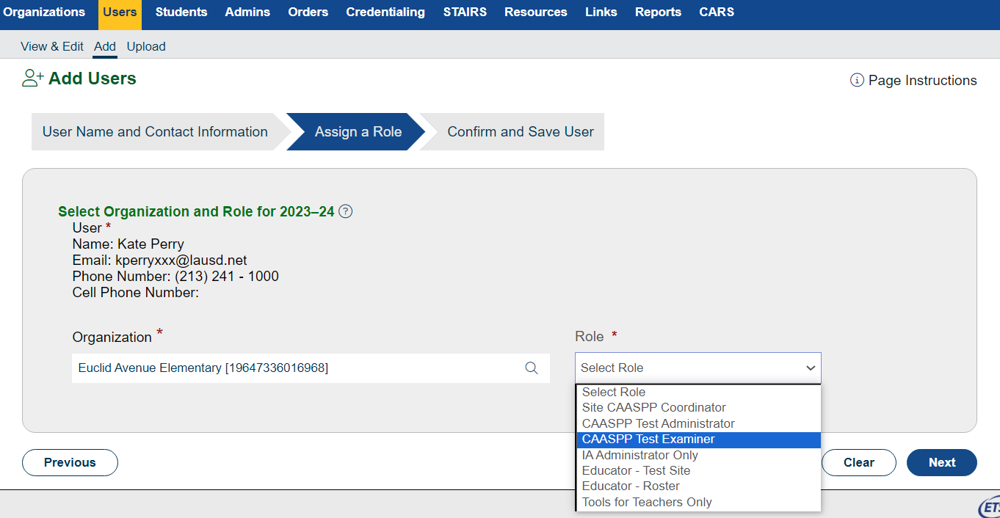 Organizations Users Students Admins Orders Credentialing STAIRS Resources Links Reports CARS
View & Edit Add Upload
Add Users
Page Instructions
User Name and Contact Information Assign a Role Confirm and Save User
Select Organization and Role for 2023–24 ?
User *
Name: Kate Perry
Email: kperryxxx@lausd.net
Phone Number: (213) 241 - 1000
Cell Phone Number:
Organization * Role *
Euclid Avenue Elementary [19647336016968] Select Role
Select Role
Site CAASPP Coordinator
CAASPP Test Administrator
CAASPP Test Examiner
IA Administrator Only
Educator - Test Site
Educator - Roster
Tools for Teachers Only
Previous Clear Next